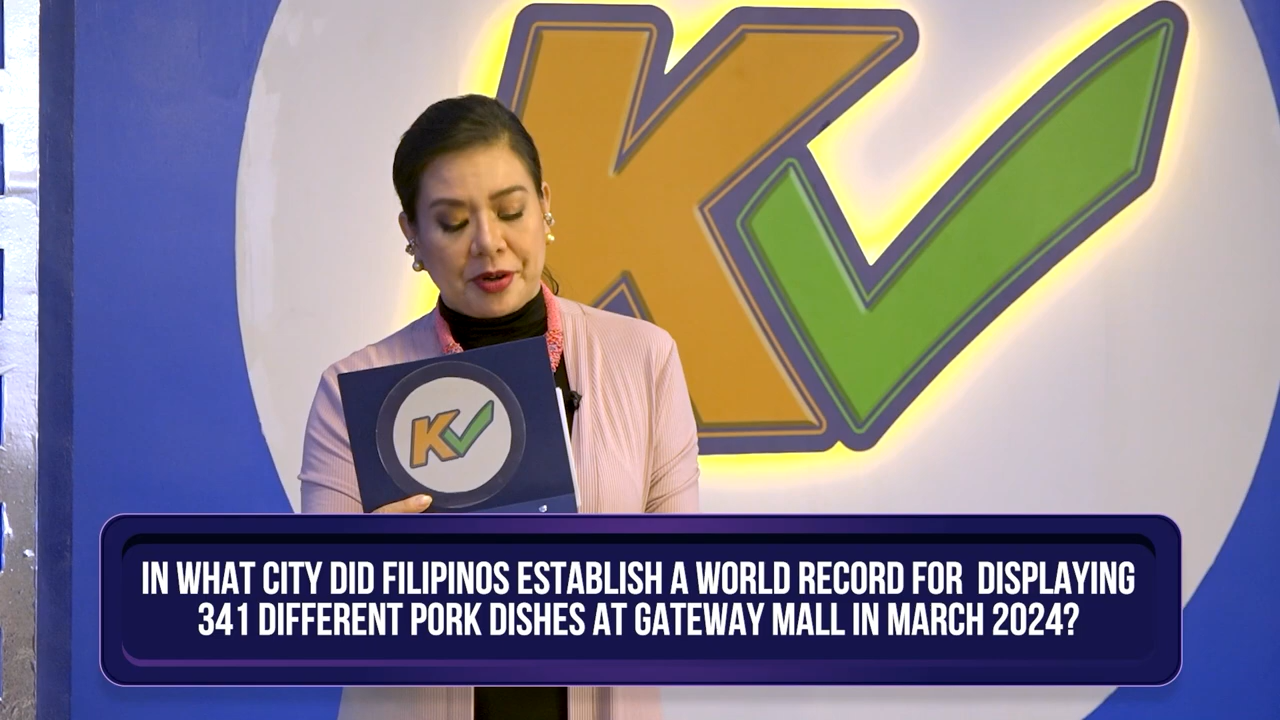 K
K
IN WHAT CITY DID FILIPINOS ESTABLISH A WORLD RECORD FOR DISPLAYING
341 DIFFERENT PORK DISHES AT GATEWAY MALL IN MARCH 2024?